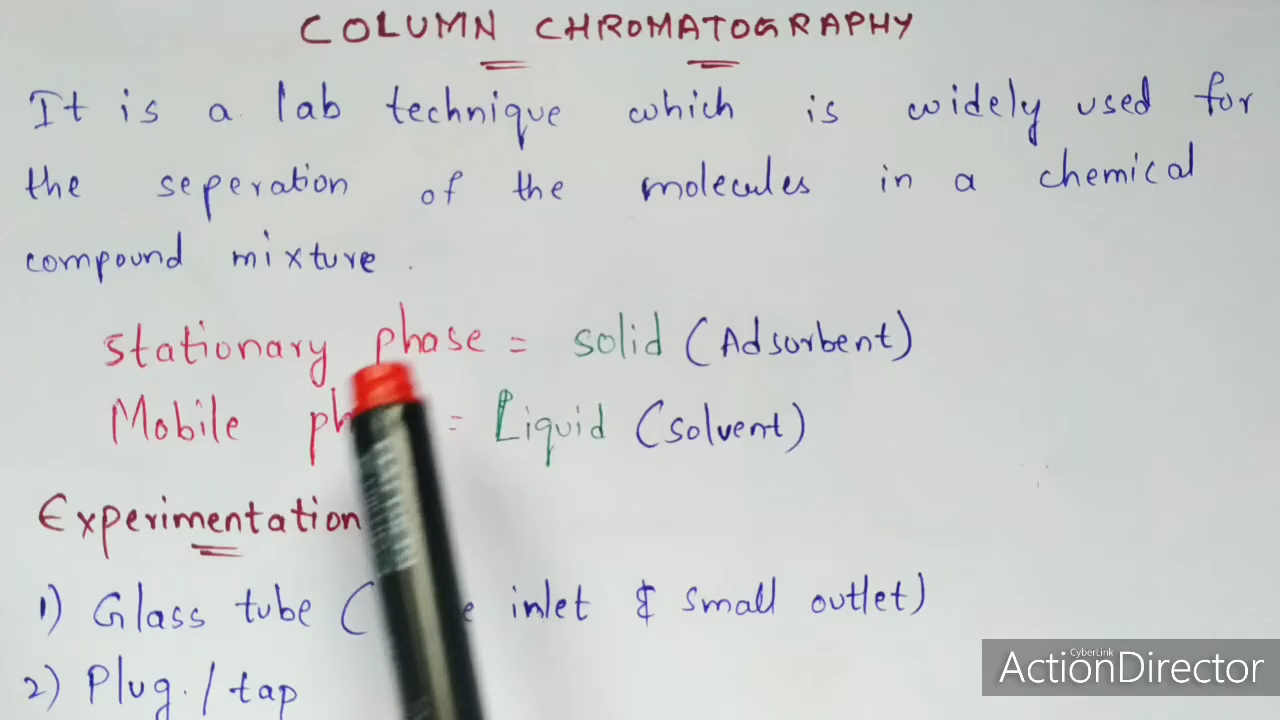 COLUMN CHROMATOGRAPHY
It is a lab technique which is widely used for
the seperation of the molecules in a chemical
compound mixture.
Stationary phase = solid (Adsorbent)
Mobile = Liquid (solvent)
Experimentation
1) Glass tube ( inlet & small outlet)
2) Plug. / tap
CyberLink
ActionDirector